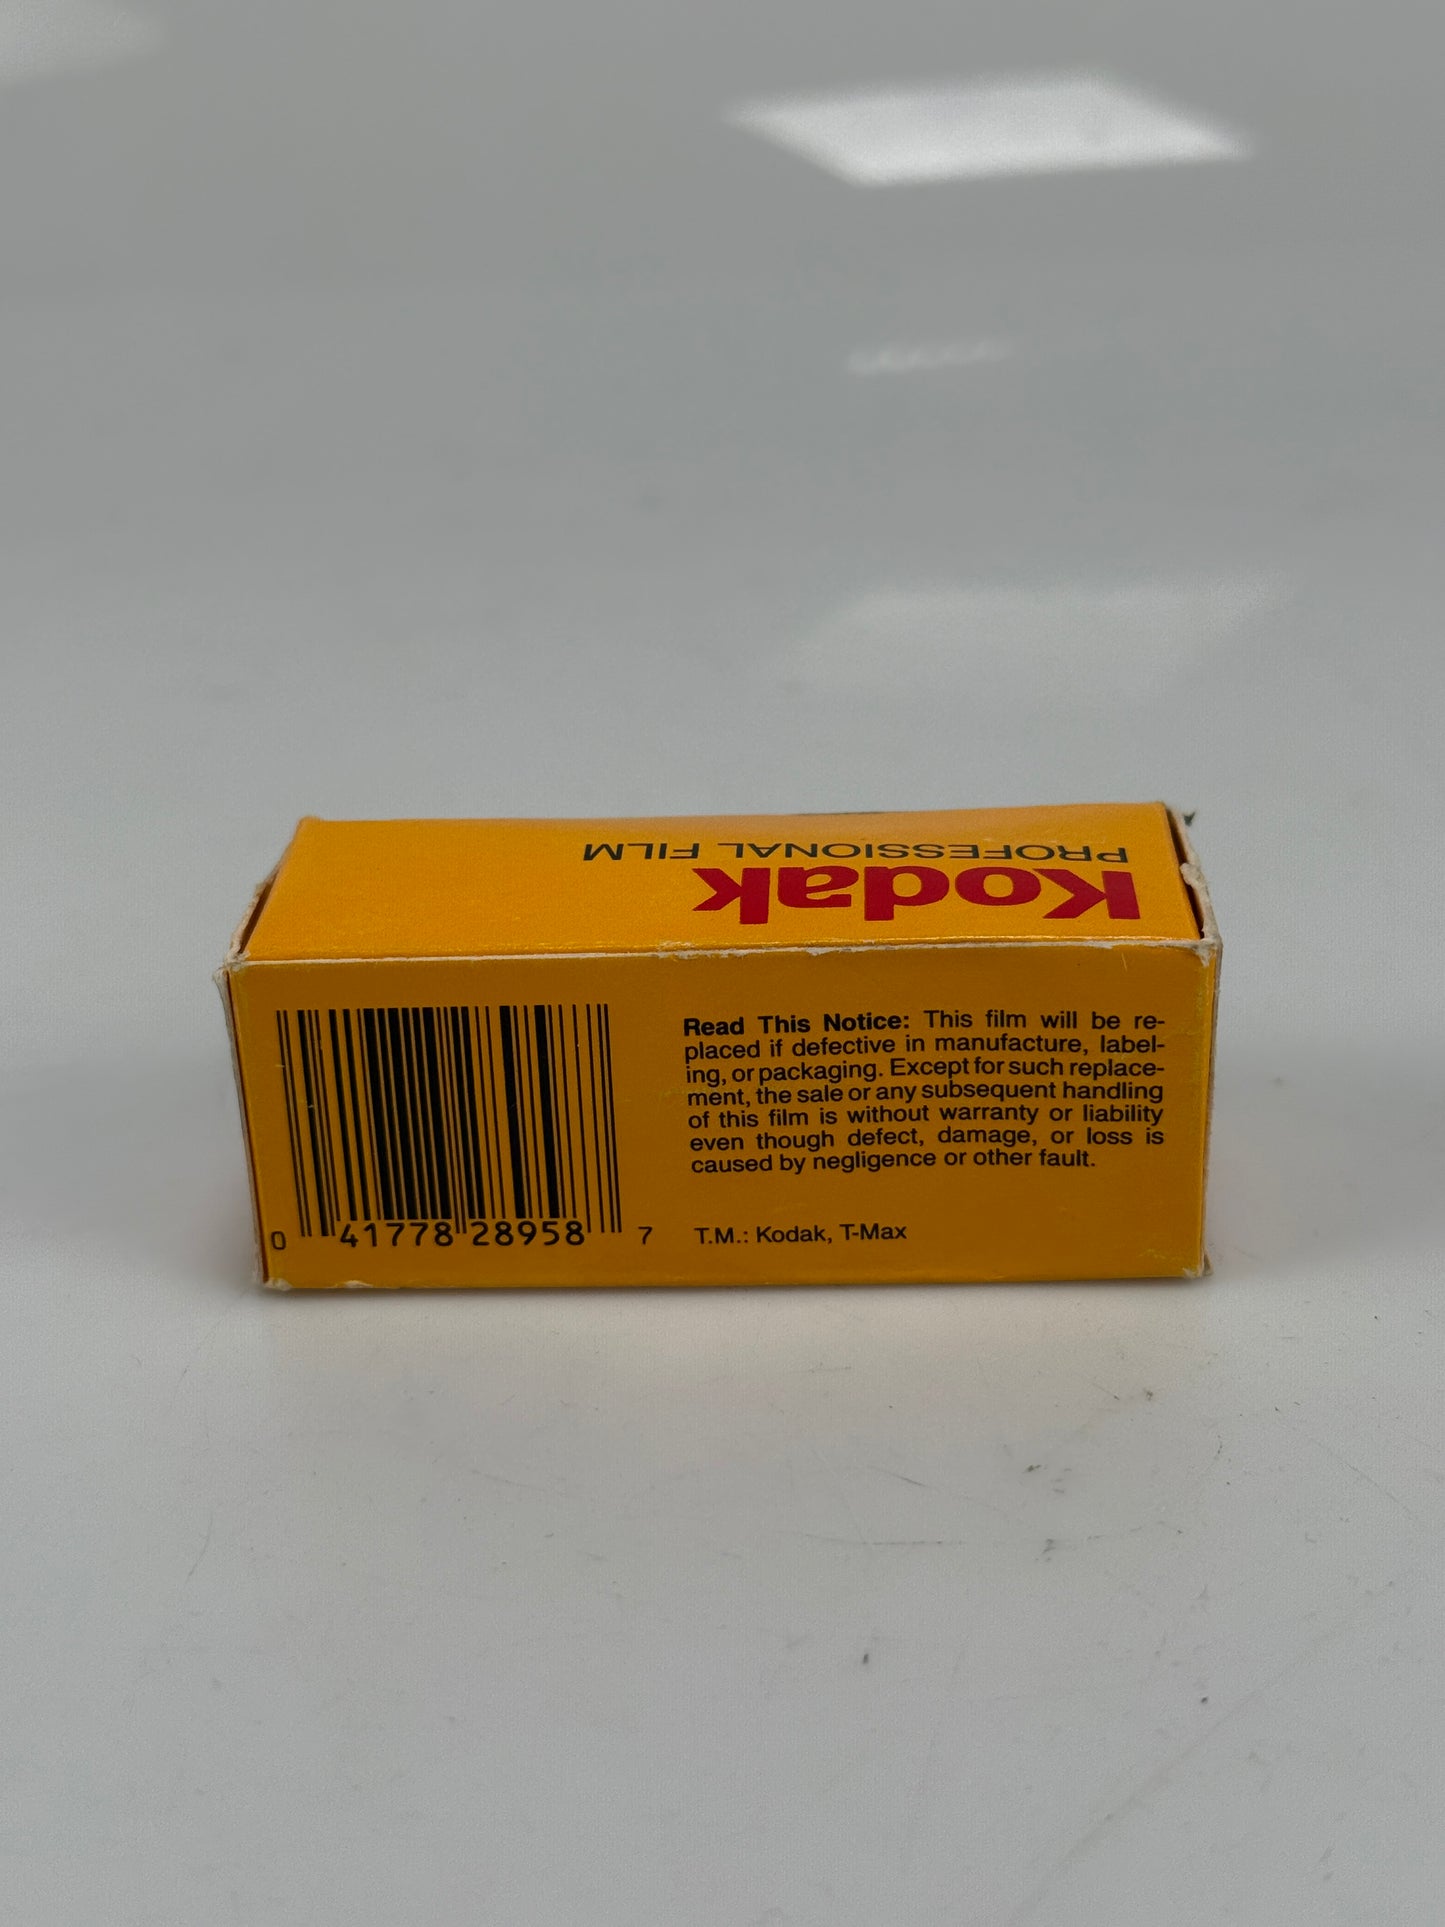 Kodak
PROFESSIONAL FILM
Read This Notice: This film will be re-
placed if defective in manufacture, label-
ing, or packaging. Except for such replace-
ment, the sale or any subsequent handling
of this film is without warranty or liability
even though defect, damage, or loss is
caused by negligence or other fault.
T.M.: Kodak, T-Max
0 41778 28958 7